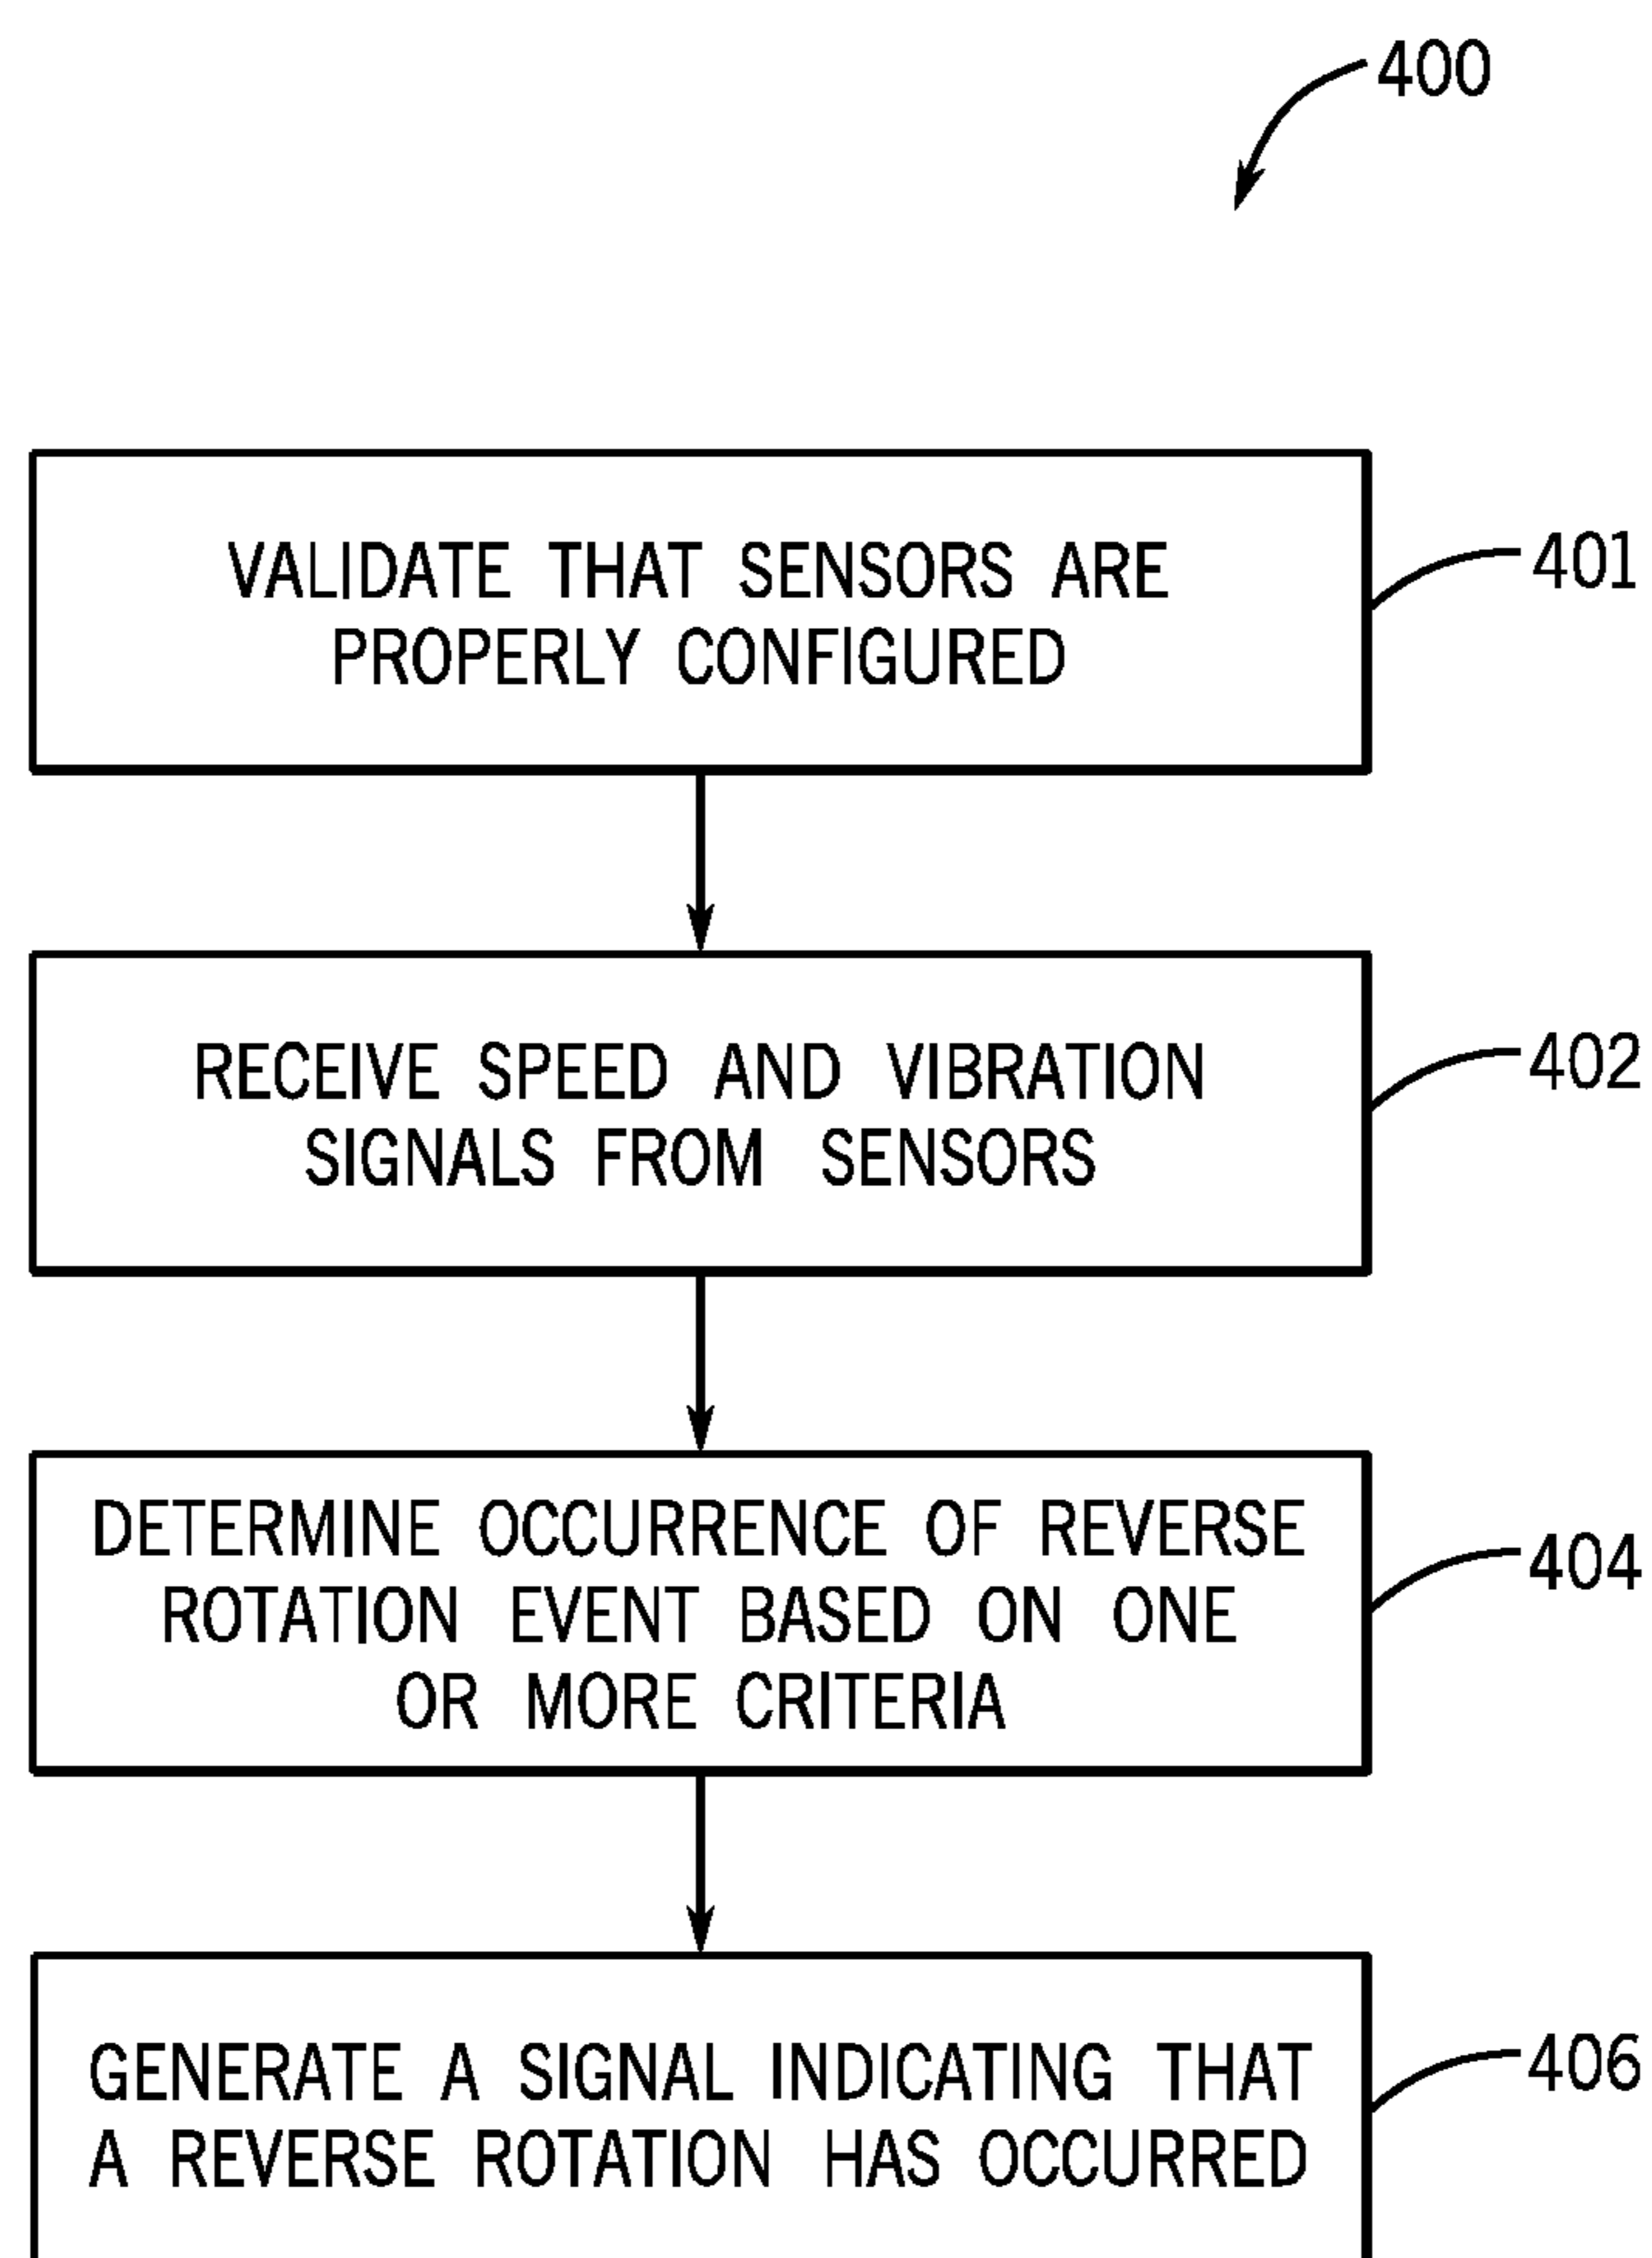 400
VALIDATE THAT SENSORS ARE
PROPERLY CONFIGURED
401
RECEIVE SPEED AND VIBRATION
SIGNALS FROM SENSORS
402
DETERMINE OCCURRENCE OF REVERSE
ROTATION EVENT BASED ON ONE
OR MORE CRITERIA
404
GENERATE A SIGNAL INDICATING THAT
A REVERSE ROTATION HAS OCCURRED
406